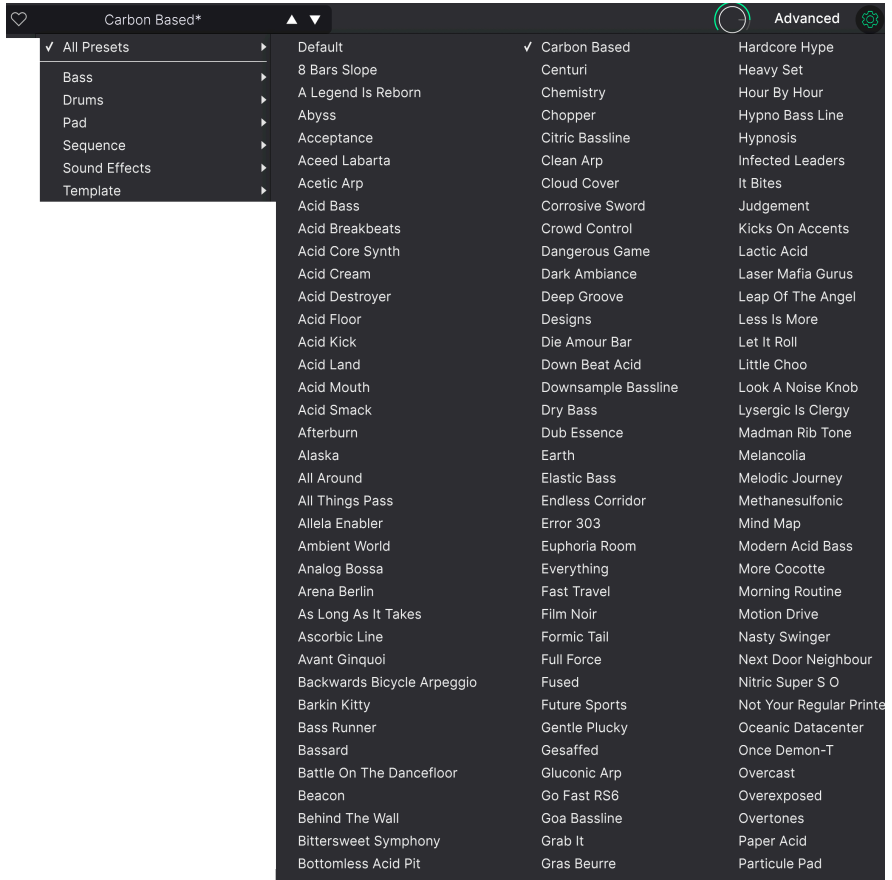 Carbon Based*
Advanced
All Presets
Bass
Drums
Pad
Sequence
Sound Effects
Template
Default
8 Bars Slope
A Legend Is Reborn
Abyss
Acceptance
Aceed Labarta
Acetic Arp
Acid Bass
Acid Breakbeats
Acid Core Synth
Acid Cream
Acid Destroyer
Acid Floor
Acid Kick
Acid Land
Acid Mouth
Acid Smack
Afterburn
Alaska
All Around
All Things Pass
Allela Enabler
Ambient World
Analog Bossa
Arena Berlin
As Long As It Takes
Ascorbic Line
Avant Ginquoi
Backwards Bicycle Arpeggio
Barkin Kitty
Bass Runner
Bassard
Battle On The Dancefloor
Beacon
Behind The Wall
Bittersweet Symphony
Bottomless Acid Pit
Carbon Based
Centuri
Chemistry
Chopper
Citric Bassline
Clean Arp
Cloud Cover
Corrosive Sword
Crowd Control
Dangerous Game
Dark Ambiance
Deep Groove
Designs
Die Amour Bar
Down Beat Acid
Downsample Bassline
Dry Bass
Dub Essence
Earth
Elastic Bass
Endless Corridor
Error 303
Euphoria Room
Everything
Fast Travel
Film Noir
Formic Tail
Full Force
Fused
Future Sports
Gentle Plucky
Gesaffed
Gluconic Arp
Go Fast RS6
Goa Bassline
Grab It
Gras Beurre
Hardcore Hype
Heavy Set
Hour By Hour
Hypno Bass Line
Hypnosis
Infected Leaders
It Bites
Judgement
Kicks On Accents
Lactic Acid
Laser Mafia Gurus
Leap Of The Angel
Less Is More
Let It Roll
Little Choo
Look A Noise Knob
Lysergic Is Clergy
Madman Rib Tone
Melancolia
Melodic Journey
Methanesulfonic
Mind Map
Modern Acid Bass
More Cocotte
Morning Routine
Motion Drive
Nasty Swinger
Next Door Neighbour
Nitric Super S O
Not Your Regular Printe
Oceanic Datacenter
Once Demon-T
Overcast
Overexposed
Overtones
Paper Acid
Particule Pad